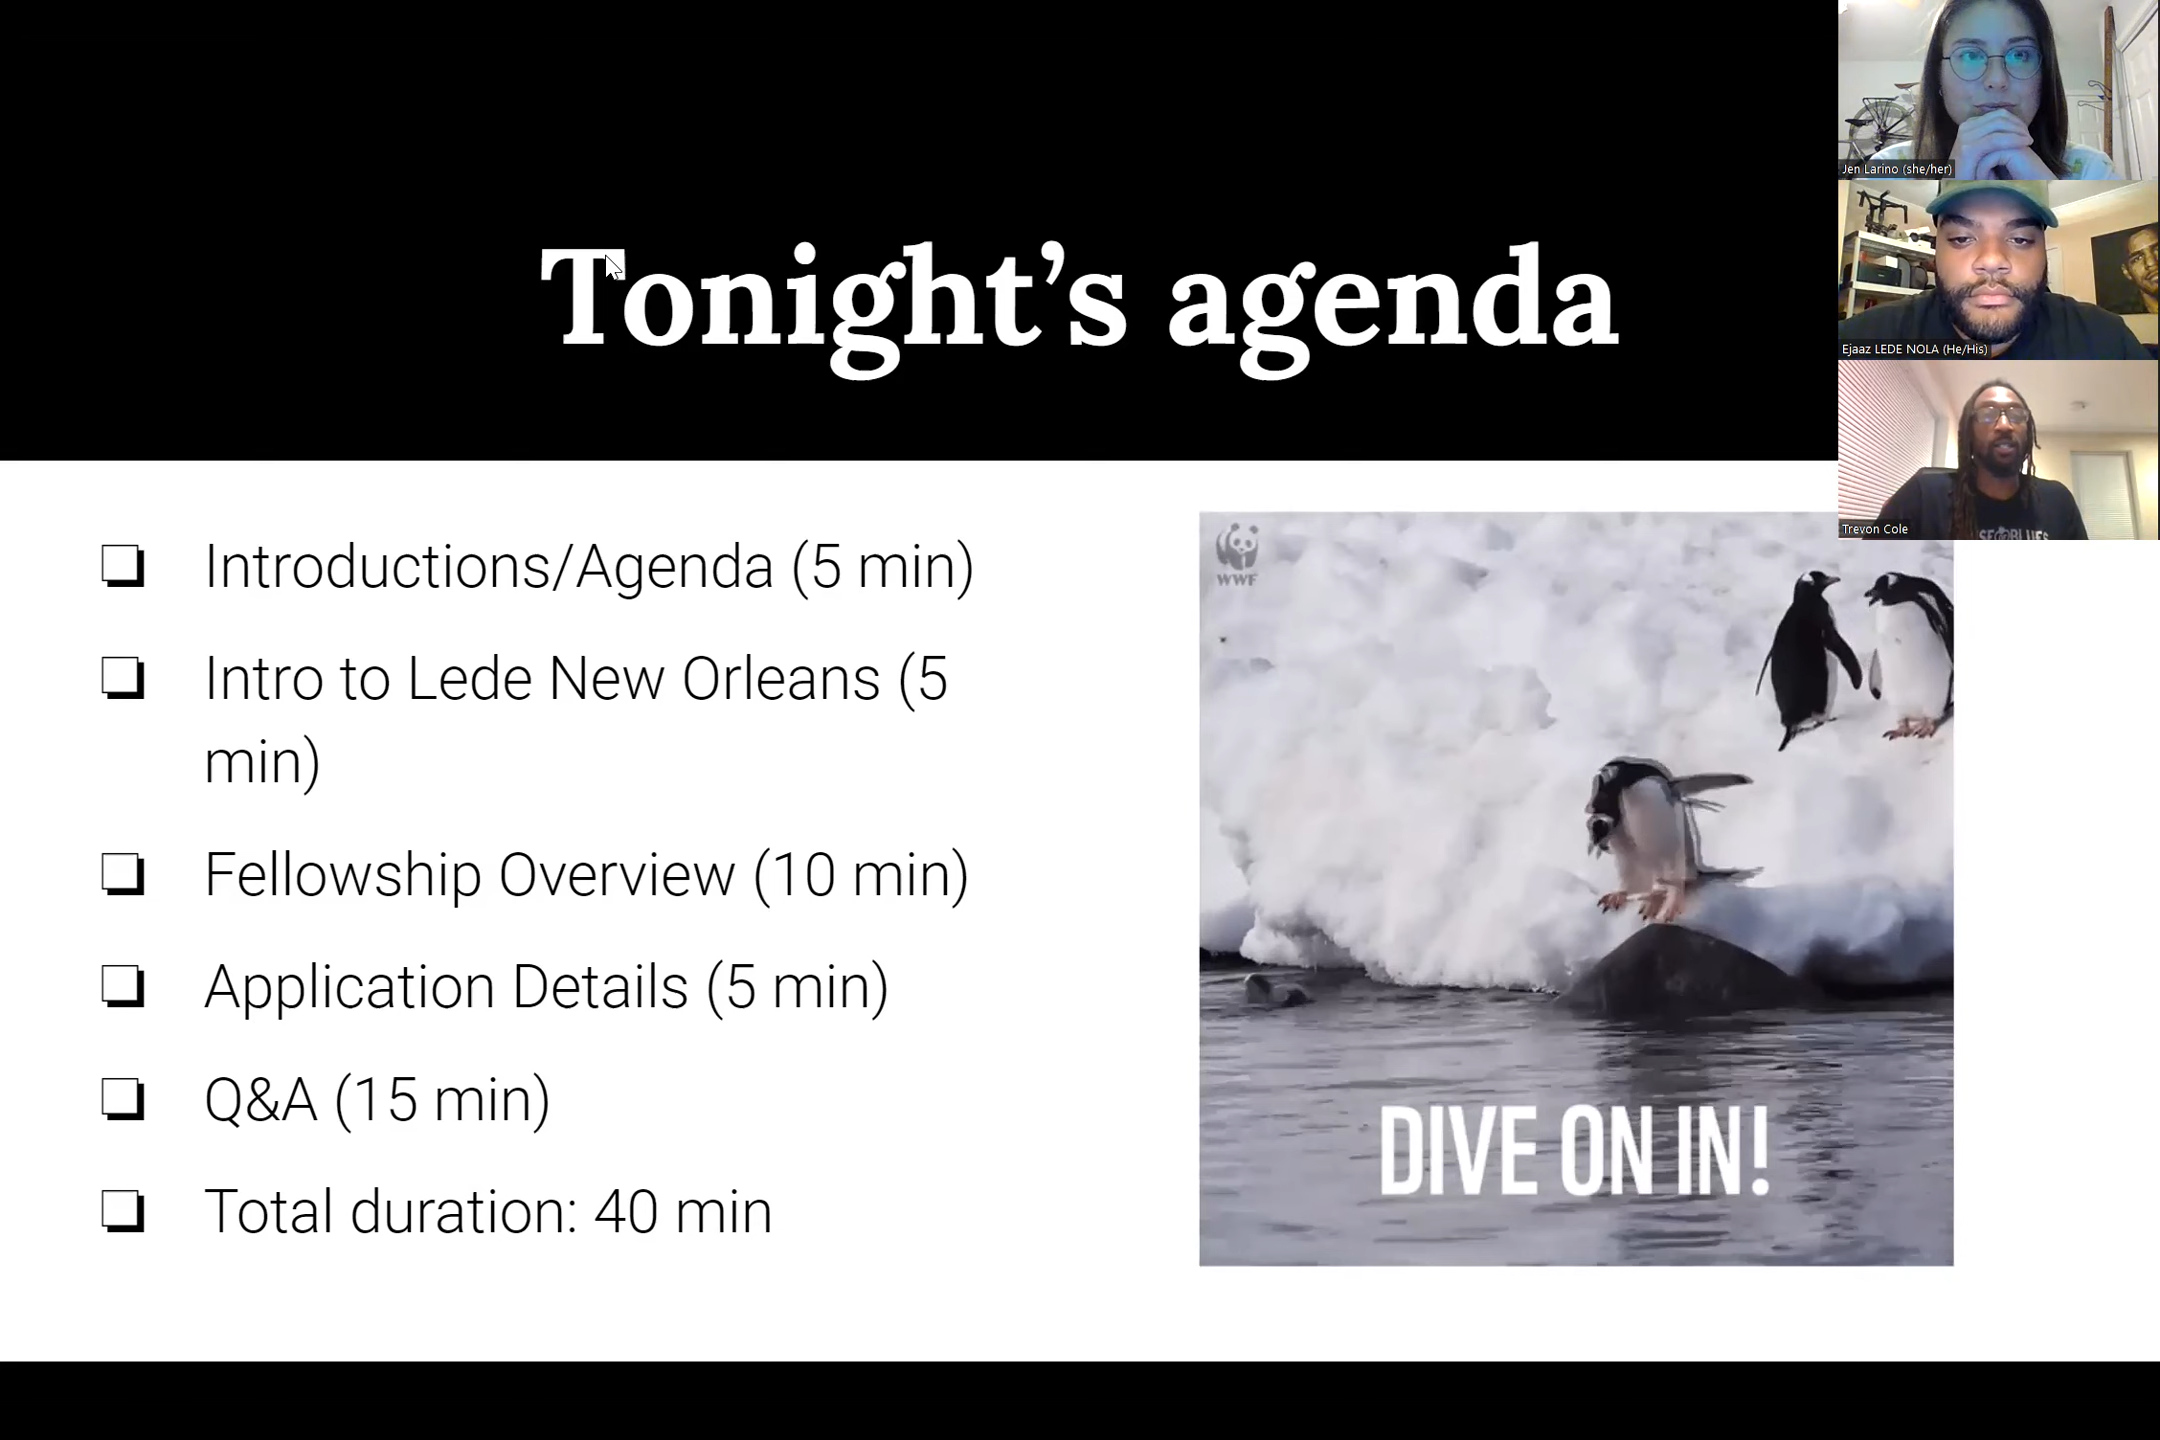 Tonight’s agenda
Introductions/Agenda (5 min)
Intro to Lede New Orleans (5
min)
Fellowship Overview (10 min)
Application Details (5 min)
Q&A (15 min)
Total duration: 40 min
WWF
DIVE ON IN!
Jen Larino (she/her)
Ejaaz LEDE NOLA (He/His)
Trevon Cole